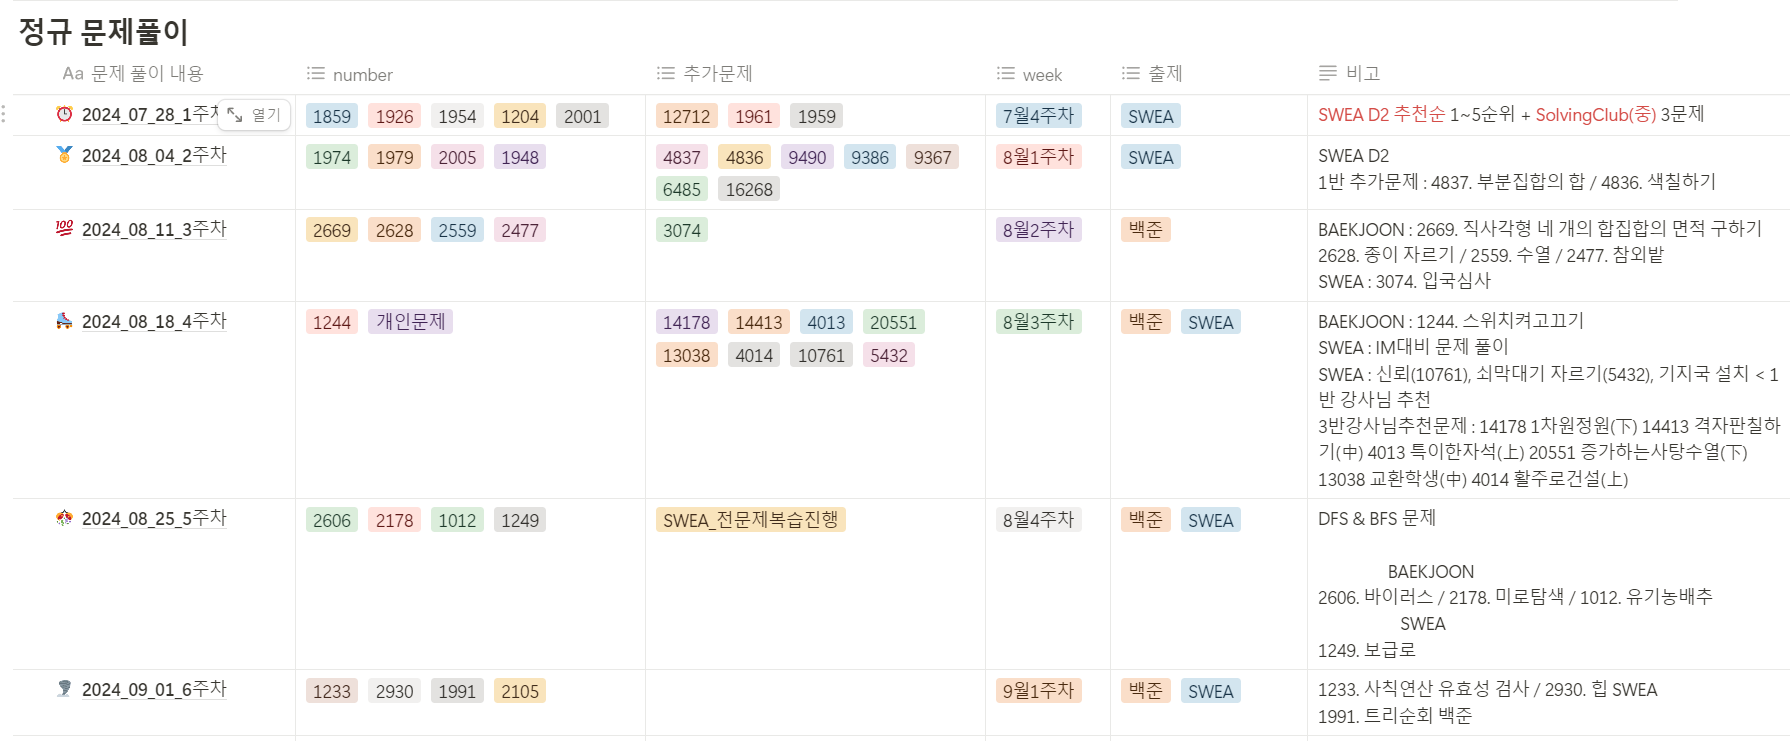 정규 문제풀이
Aa 문제 풀이 내용 number 추가문제 week 출제 비고
2024_07_28_1주차 열기 1859 1926 1954 1204 2001 12712 1961 1959 7월4주차 SWEA SWEA D2 추천순 1~5순위 + SolvingClub(중) 3문제
2024_08_04_2주차 1974 1979 2005 1948 4837 4836 9490 9386 9367 8월1주차 SWEA SWEA D2
6485 16268 1반 추가문제 : 4837. 부분집합의 합 / 4836. 색칠하기
2024_08_11_3주차 2669 2628 2559 2477 3074 8월2주차 백준 BAEKJOON : 2669. 직사각형 네 개의 합집합의 면적 구하기
2628. 종이 자르기 / 2559. 수열 / 2477. 참외밭
SWEA : 3074. 입국심사
2024_08_18_4주차 1244 개인문제 14178 14413 4013 20551 8월3주차 백준 SWEA BAEKJOON : 1244. 스위치켜고끄기
13038 4014 10761 5432 SWEA : IM대비 문제 풀이
SWEA : 신뢰(10761), 쇠막대기 자르기(5432), 기지국 설치 < 1
반 강사님 추천
3반강사님추천문제 : 14178 1차원정원(下) 14413 격자판칠하
기(中) 4013 특이한자석(上) 20551 증가하는사탕수열(下)
13038 교환학생(中) 4014 활주로건설(上)
2024_08_25_5주차 2606 2178 1012 1249 SWEA_전문제복습진행 8월4주차 백준 SWEA DFS & BFS 문제
BAEKJOON
2606. 바이러스 / 2178. 미로탐색 / 1012. 유기농배추
SWEA
1249. 보급로
2024_09_01_6주차 1233 2930 1991 2105 9월1주차 백준 SWEA 1233. 사칙연산 유효성 검사 / 2930. 힙 SWEA
1991. 트리순회 백준